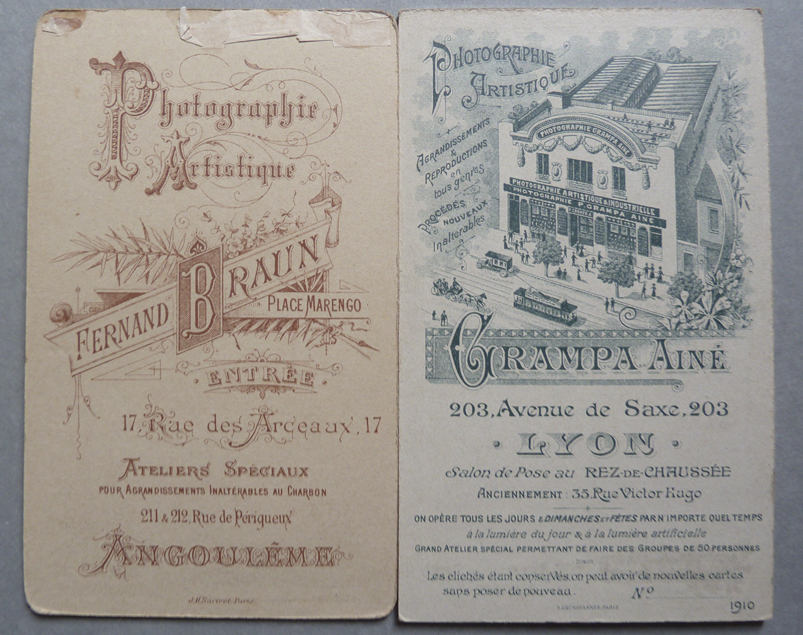 Photographie
Artistique
FERNAND BRAUN
PLACE MARENGO
ENTRÉE
17, Rue des Arceaux, 17
ATELIERS SPÉCIAUX
POUR AGRANDISSEMENTS INALTÉRABLES AU CHARBON
211 & 212, Rue de Périgueux
ANGOULÊME
PHOTOGRAPHIE
ARTISTIQUE
AGRANDISSEMENTS
&
REPRODUCTIONS
en
tous genres
PROCÉDÉS
NOUVEAUX
Inaltérables
PHOTOGRAPHIE GRAMPA AINÉ
PHOTOGRAPHIE ARTISTIQUE & INDUSTRIELLE
PHOTOGRAPHIE P. GRAMPA AINÉ
GRAMPA AINÉ
203, Avenue de Saxe, 203
LYON
Salon de Pose au REZ-DE-CHAUSSÉE
ANCIENNEMENT : 33, Rue Victor Hugo
ON OPÈRE TOUS LES JOURS & DIMANCHES ET FÊTES PAR N IMPORTE QUEL TEMPS
à la lumière du jour & à la lumière artificielle
GRAND ATELIER SPÉCIAL PERMETTANT DE FAIRE DES GROUPES DE 50 PERSONNES
Les clichés étant conservés, on peut avoir de nouvelles cartes
sans poser de nouveau. No
1910